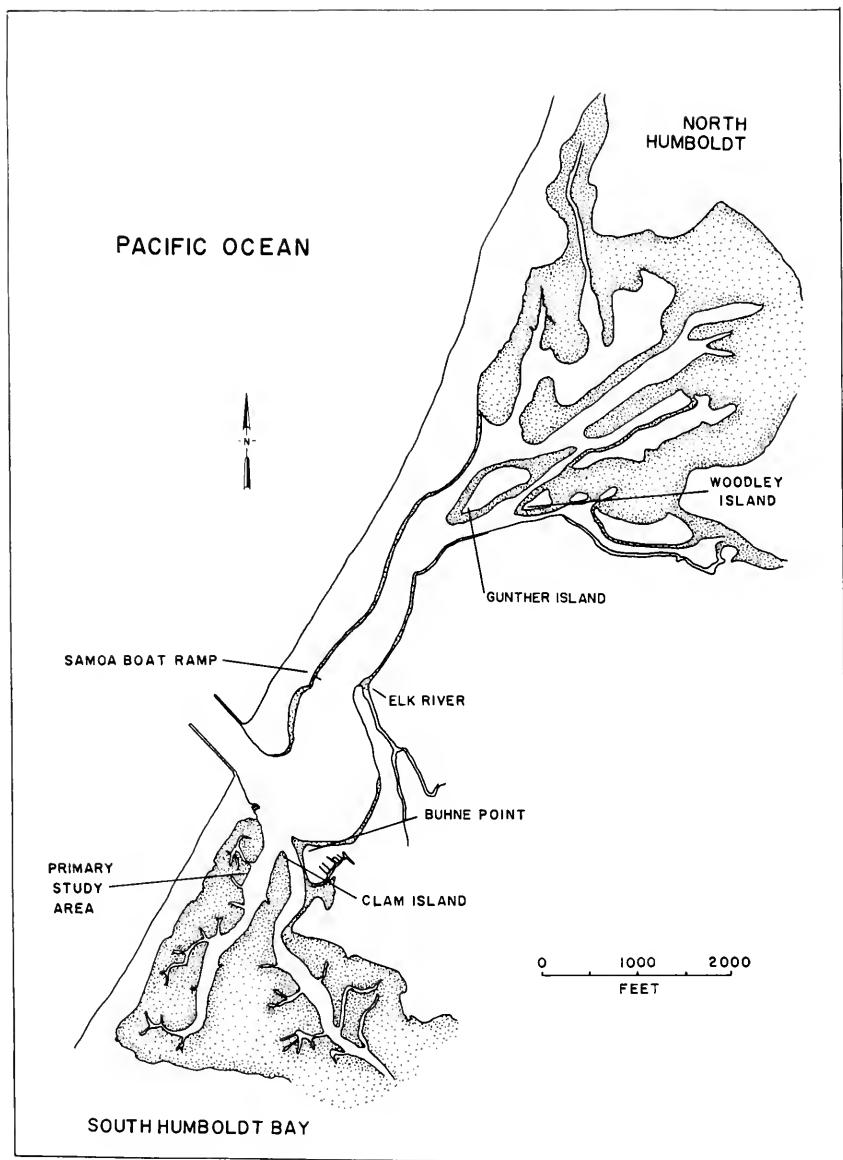 NORTH
HUMBOLDT
PACIFIC OCEAN
-N-
WOODLEY
ISLAND
GUNTHER ISLAND
SAMOA BOAT RAMP
ELK RIVER
BUHNE POINT
PRIMARY
STUDY
AREA
CLAM ISLAND
0 1000 2000
FEET
SOUTH HUMBOLDT BAY